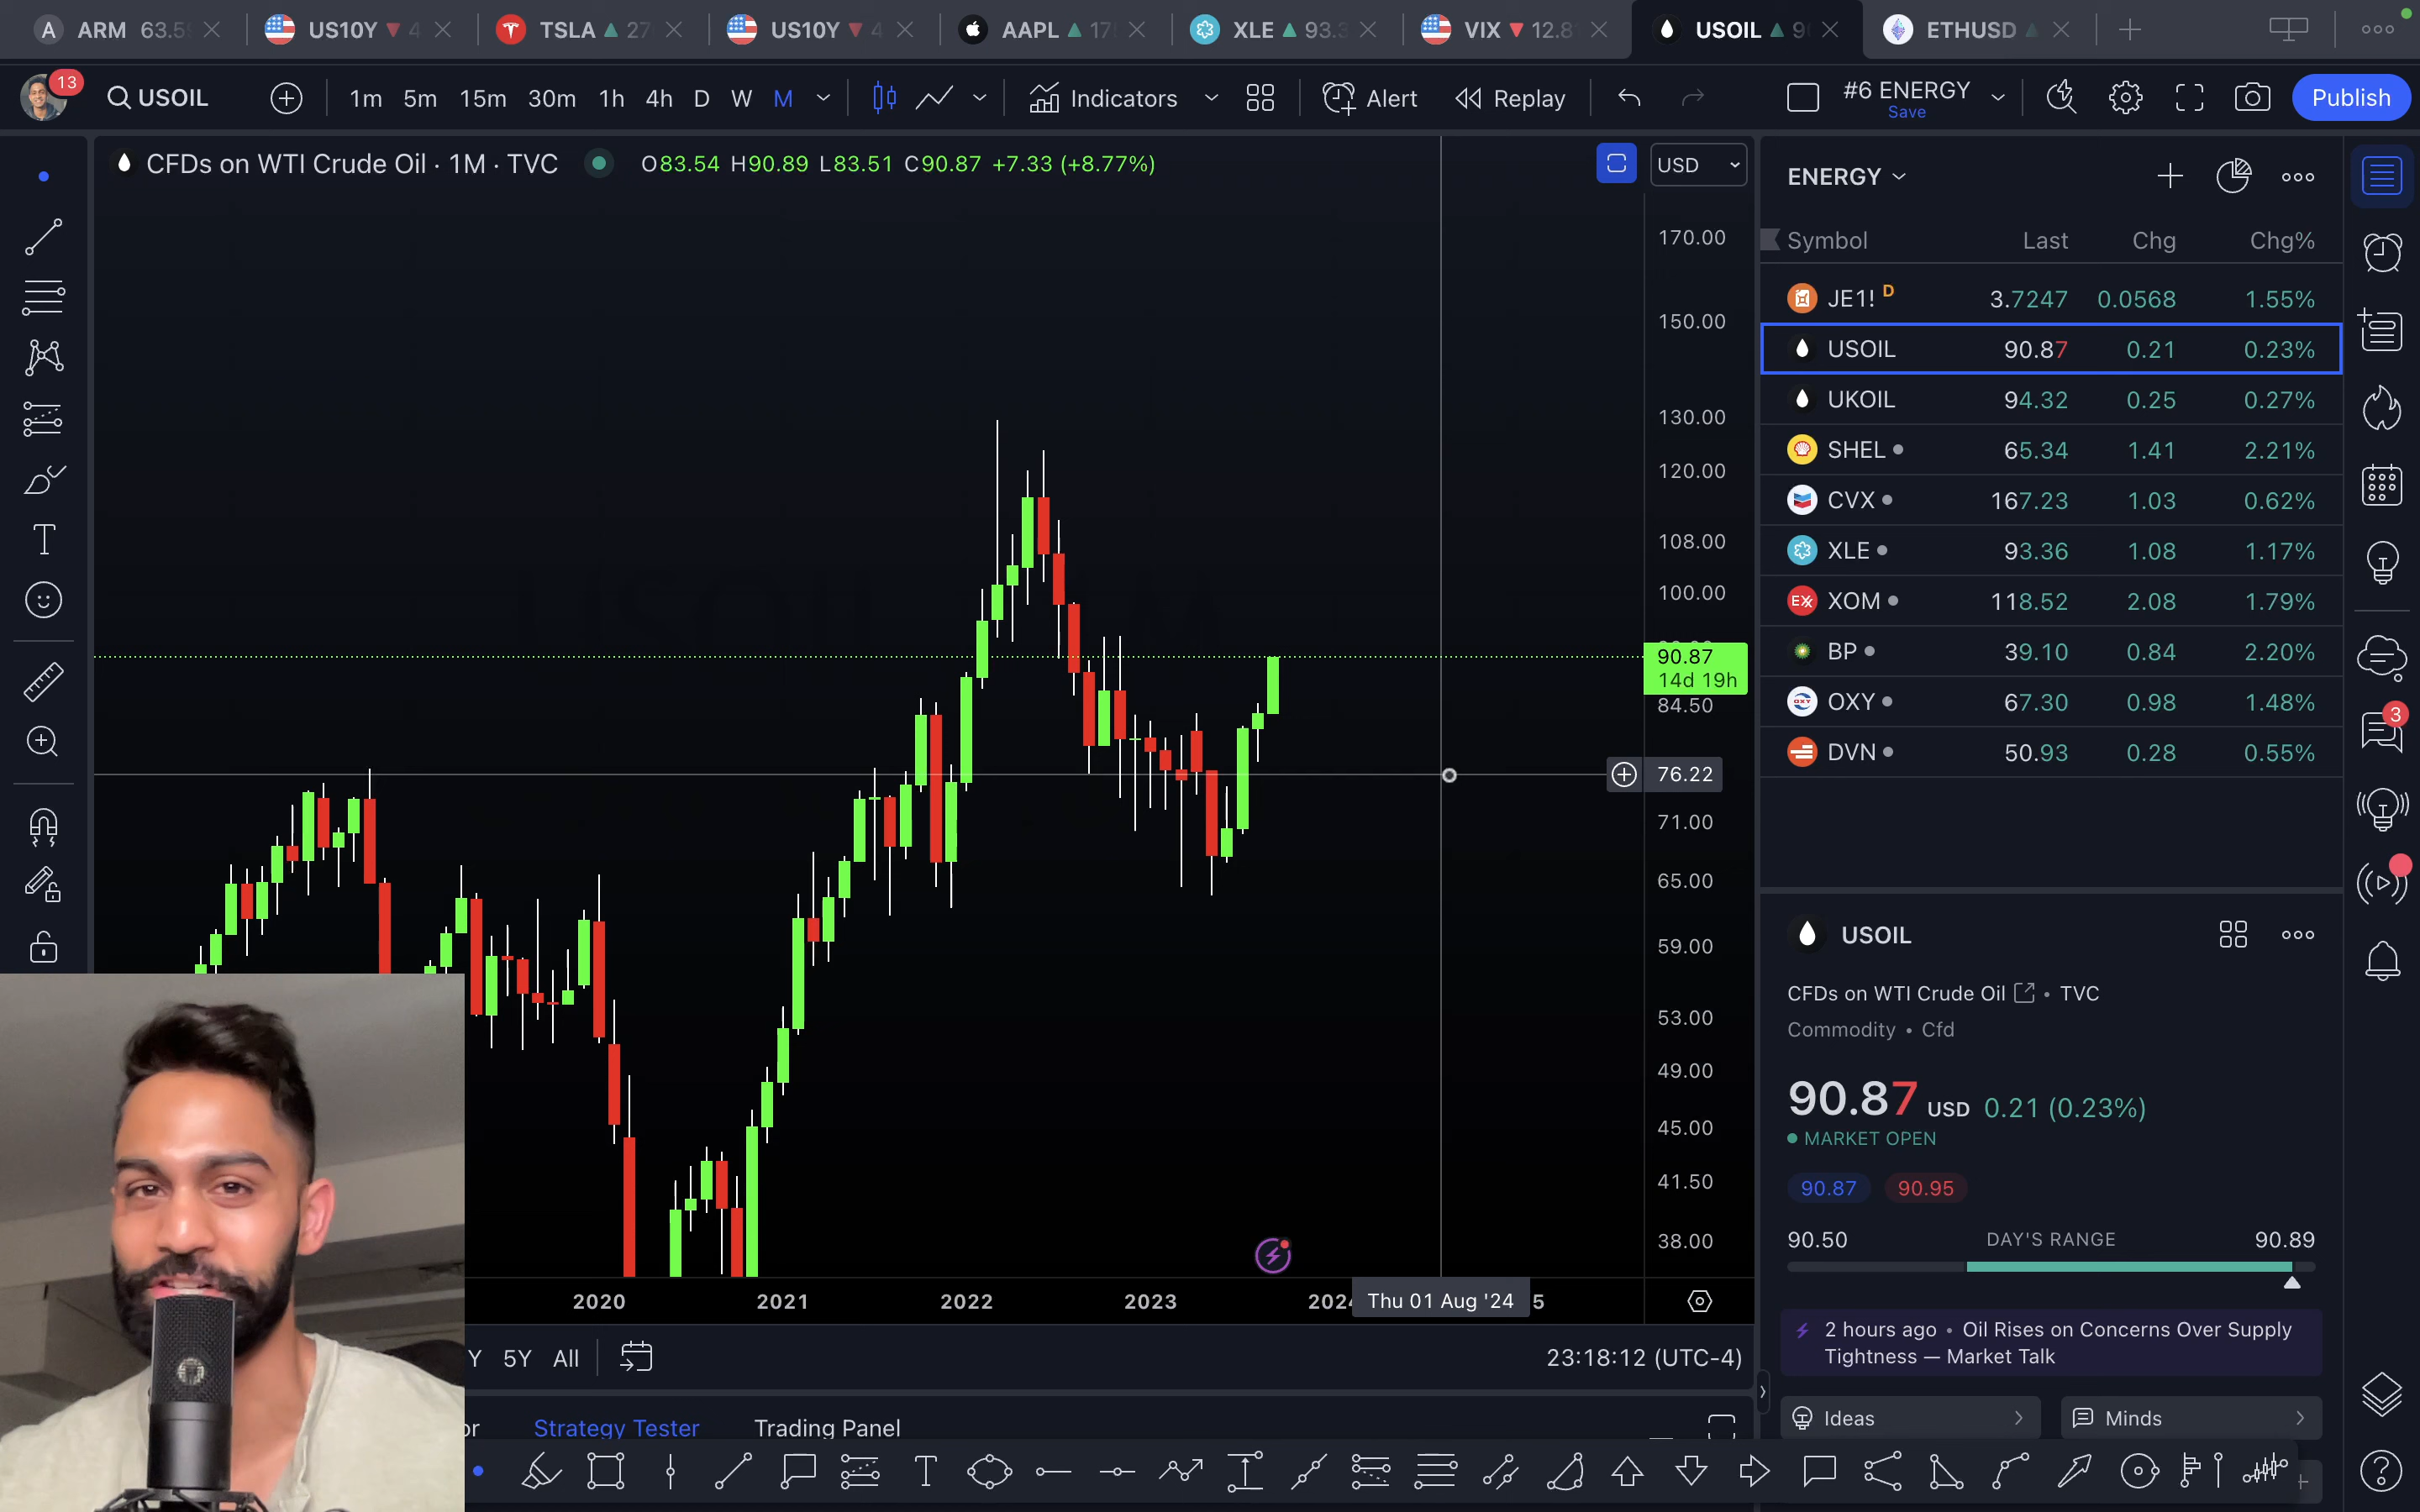 A ARM 63.5
US10Y ▼ 4
TSLA ▲ 27
US10Y ▼ 4
AAPL ▲ 17
XLE ▲ 93.3
VIX ▼ 12.8
USOIL ▲ 9
ETHUSD ▲
13
USOIL
1m 5m 15m 30m 1h 4h D W M
Indicators
Alert
Replay
#6 ENERGY
Save
Publish
CFDs on WTI Crude Oil · 1M · TVC
O83.54 H90.89 L83.51 C90.87 +7.33 (+8.77%)
USD
170.00
150.00
130.00
120.00
108.00
100.00
90.87
14d 19h
84.50
76.22
71.00
65.00
59.00
53.00
49.00
45.00
41.50
38.00
2020 2021 2022 2023 202 Thu 01 Aug '24 5
Y 5Y All
23:18:12 (UTC-4)
or Strategy Tester Trading Panel
ENERGY
Symbol Last Chg Chg%
JE1! D 3.7247 0.0568 1.55%
USOIL 90.87 0.21 0.23%
UKOIL 94.32 0.25 0.27%
SHEL 65.34 1.41 2.21%
CVX 167.23 1.03 0.62%
XLE 93.36 1.08 1.17%
XOM 118.52 2.08 1.79%
BP 39.10 0.84 2.20%
OXY 67.30 0.98 1.48%
DVN 50.93 0.28 0.55%
3
USOIL
CFDs on WTI Crude Oil • TVC
Commodity • Cfd
90.87 USD 0.21 (0.23%)
MARKET OPEN
90.87 90.95
90.50 DAY'S RANGE 90.89
2 hours ago • Oil Rises on Concerns Over Supply
Tightness — Market Talk
Ideas
Minds